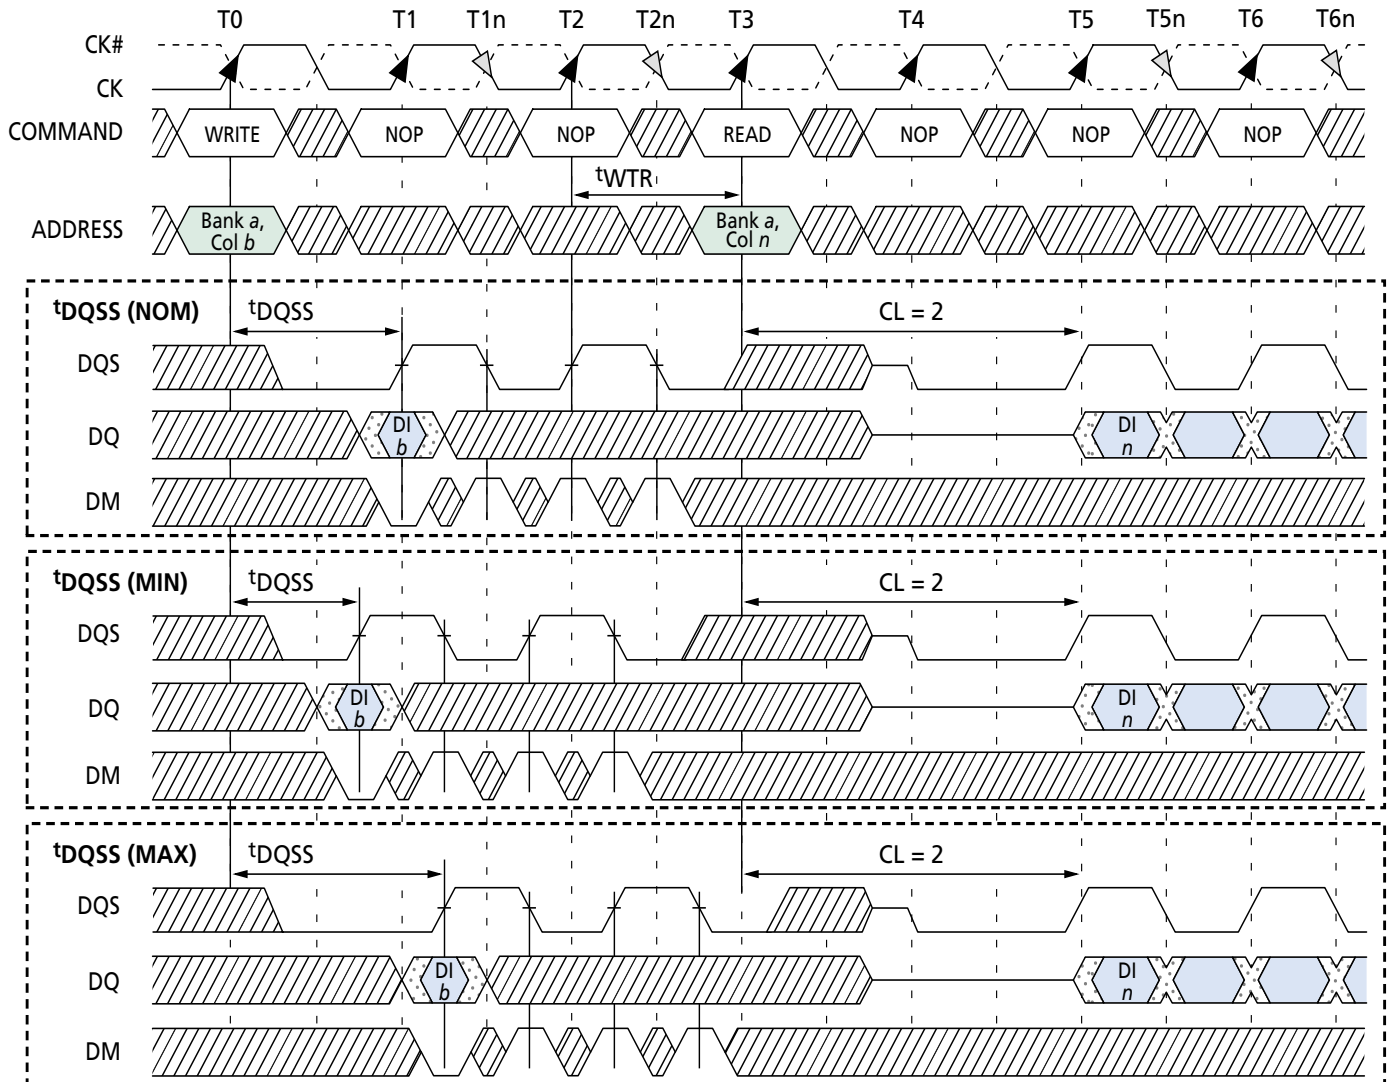 T0 T1 T1n T2 T2n T3 T4 T5 T5n T6 T6n
CK#
CK
COMMAND WRITE NOP NOP READ NOP NOP NOP
tWTR
ADDRESS Bank a, Col b Bank a, Col n
tDQSS (NOM) tDQSS CL = 2
DQS
DQ DI b DI n
DM
tDQSS (MIN) tDQSS CL = 2
DQS
DQ DI b DI n
DM
tDQSS (MAX) tDQSS CL = 2
DQS
DQ DI b DI n
DM